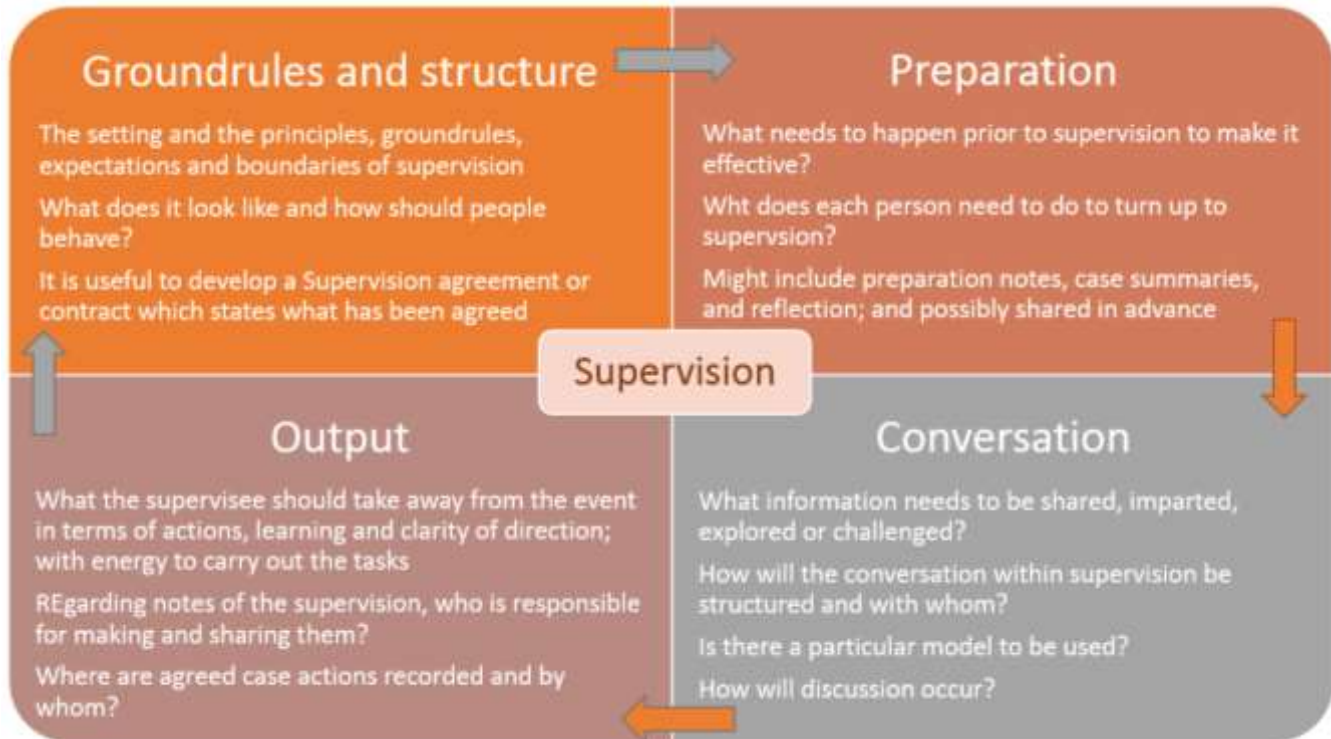 Groundrules and structure
The setting and the principles, groundrules,
expectations and boundaries of supervision
What does it look like and how should people
behave?
It is useful to develop a Supervision agreement or
contract which states what has been agreed
Preparation
What needs to happen prior to supervision to make it
effective?
Wht does each person need to do to turn up to
supervsion?
Might include preparation notes, case summaries,
and reflection; and possibly shared in advance
Supervision
Output
What the supervisee should take away from the event
in terms of actions, learning and clarity of direction;
with energy to carry out the tasks
REgarding notes of the supervision, who is responsible
for making and sharing them?
Where are agreed case actions recorded and by
whom?
Conversation
What information needs to be shared, imparted,
explored or challenged?
How will the conversation within supervision be
structured and with whom?
Is there a particular model to be used?
How will discussion occur?